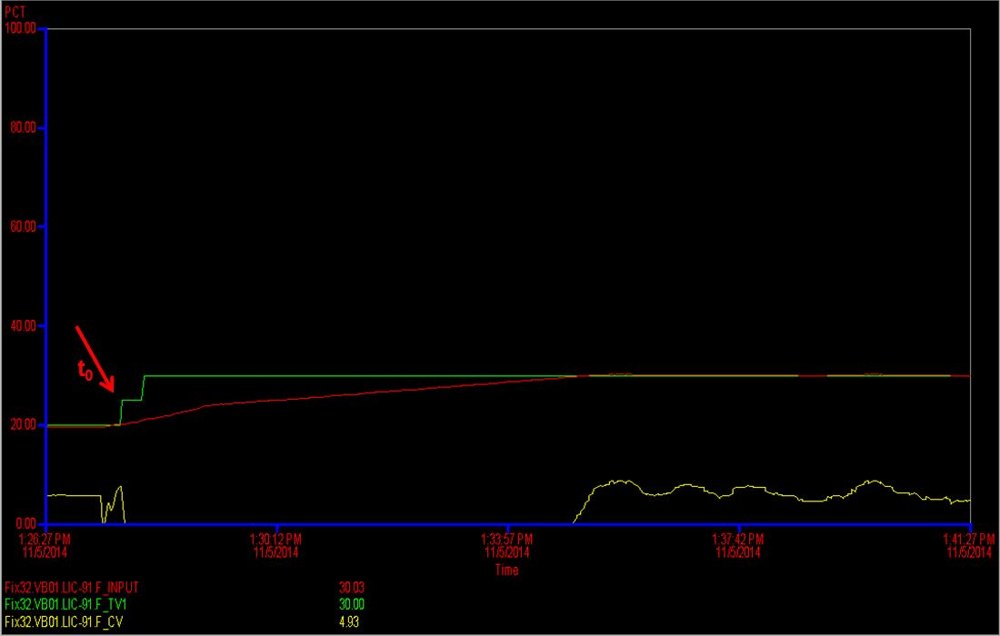 PCT
100.00
80.00
60.00
40.00
t0
20.00
0.00
1:26:27 PM 1:30:12 PM 1:33:57 PM 1:37:42 PM 1:41:27 PM
11/5/2014 11/5/2014 11/5/2014 11/5/2014 11/5/2014
Time
Fix32.VB01.LIC-91.F_INPUT 30.03
Fix32.VB01.LIC-91.F_TV1 30.00
Fix32.VB01.LIC-91.F_CV 4.93